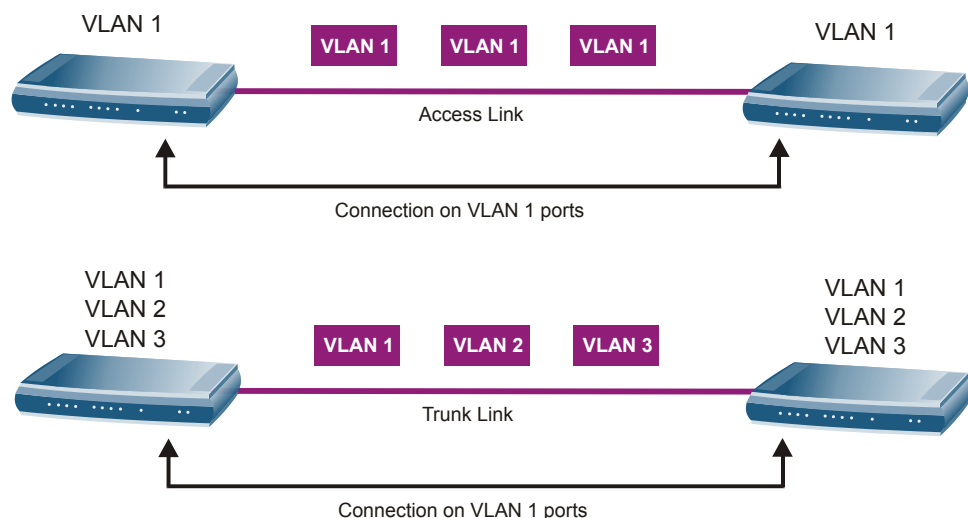 VLAN 1
VLAN 1
VLAN 1 VLAN 1 VLAN 1
Access Link
Connection on VLAN 1 ports
VLAN 1
VLAN 2
VLAN 3
VLAN 1
VLAN 2
VLAN 3
VLAN 1 VLAN 2 VLAN 3
Trunk Link
Connection on VLAN 1 ports